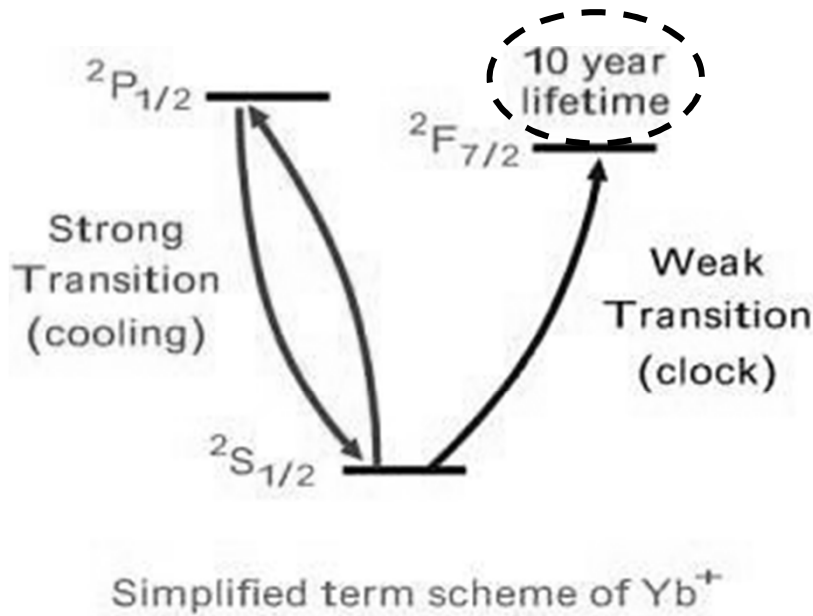 ²P₁/₂
10 year
lifetime
²F₇/₂
Strong
Transition
(cooling)
Weak
Transition
(clock)
²S₁/₂
Simplified term scheme of Yb⁺